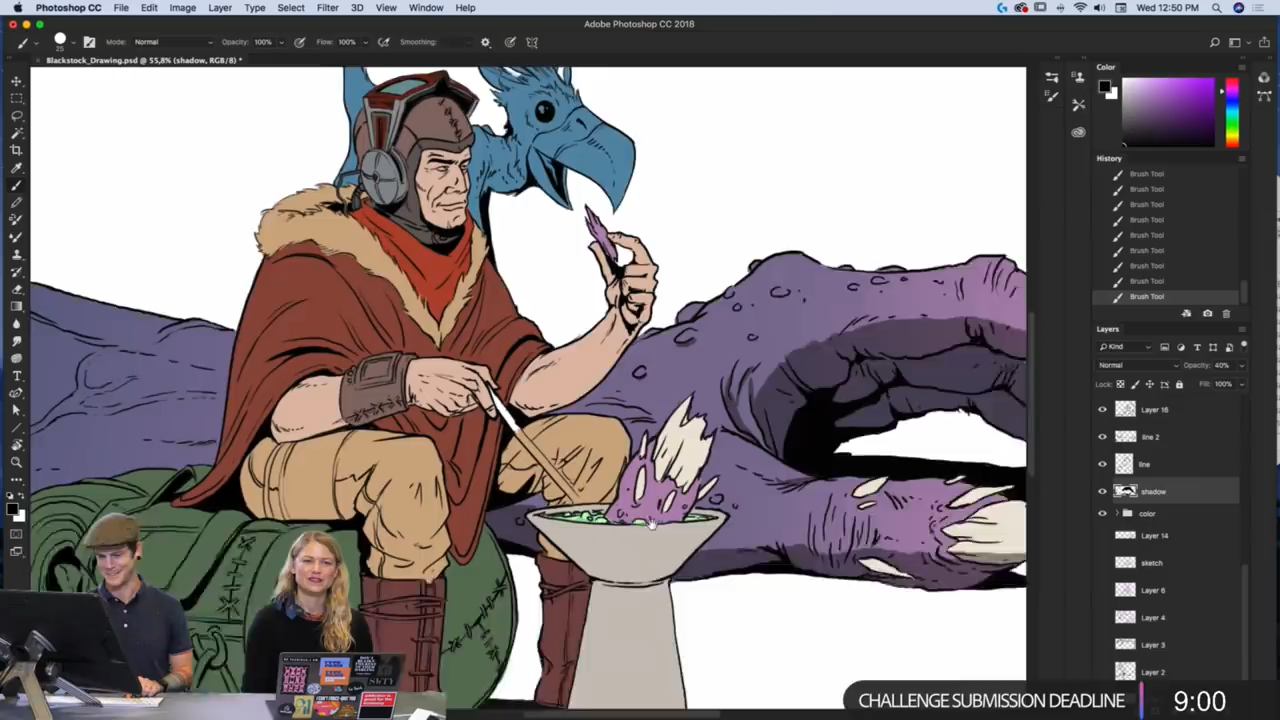 Photoshop CC File Edit Image Layer Type Select Filter 3D View Window Help Wed 12:50 PM
Adobe Photoshop CC 2018
25 Mode: Normal Opacity: 100% Flow: 100% Smoothing:
Blackstock_Drawing.psd @ 55,8% (shadow, RGB/8) *
Color
History
Brush Tool
Brush Tool
Brush Tool
Brush Tool
Brush Tool
Brush Tool
Brush Tool
Brush Tool
Brush Tool
Layers
Kind
Normal Opacity: 40%
Lock: Fill: 100%
Layer 16
line 2
line
shadow
color
Layer 14
sketch
Layer 6
Layer 4
Layer 3
Layer 2
CHALLENGE SUBMISSION DEADLINE 9:00